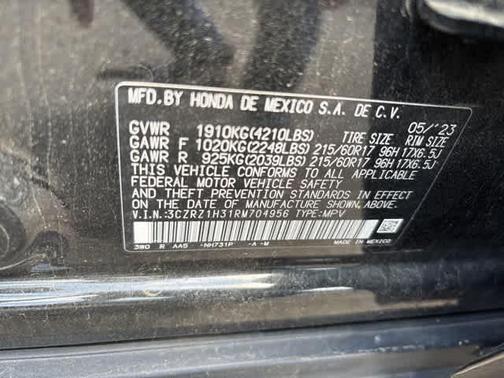 MFD.BY HONDA DE MEXICO S.A. DE C.V.
GVWR 1910KG(4210LBS) TIRE SIZE 05/'23 RIM SIZE
GAWR F 1020KG(2248LBS) 215/60R17 96H 17X6.5J
GAWR R 925KG(2039LBS) 215/60R17 96H 17X6.5J
THIS VEHICLE CONFORMS TO ALL APPLICABLE
FEDERAL MOTOR VEHICLE SAFETY AND
THEFT PREVENTION STANDARDS IN EFFECT ON
THE DATE OF MANUFACTURE SHOWN ABOVE.
V.I.N.:3CZRZ1H31RM704956 TYPE:MPV
3W0 R AA5 -NH731P -A-M MADE IN MEXICO